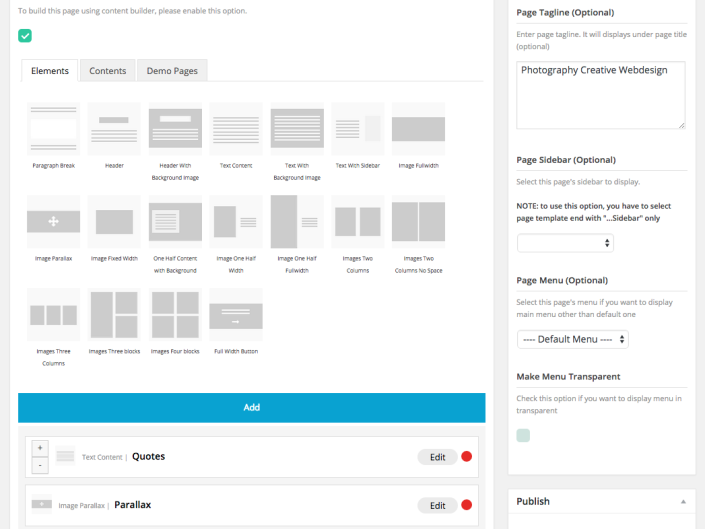 To build this page using content builder, please enable this option.
Elements
Contents
Demo Pages
Paragraph Break
Header
Header With
Background Image
Text Content
Text With
Background Image
Text With Sidebar
Image Fullwidth
Image Parallax
Image Fixed Width
One Half Content
with Background
Image One Half
Width
Image One Half
Fullwidth
Images Two
Columns
Images Two
Columns No Space
Images Three
Columns
Images Three blocks
Images Four blocks
Full Width Button
Add
+
-
Text Content | Quotes
Edit
Image Parallax | Parallax
Edit
Page Tagline (Optional)
Enter page tagline. It will displays under page title
(optional)
Photography Creative Webdesign
Page Sidebar (Optional)
Select this page's sidebar to display.
NOTE: to use this option, you have to select
page template end with "...Sidebar" only
Page Menu (Optional)
Select this page's menu if you want to display
main menu other than default one
---- Default Menu ----
Make Menu Transparent
Check this option if you want to display menu in
transparent
Publish